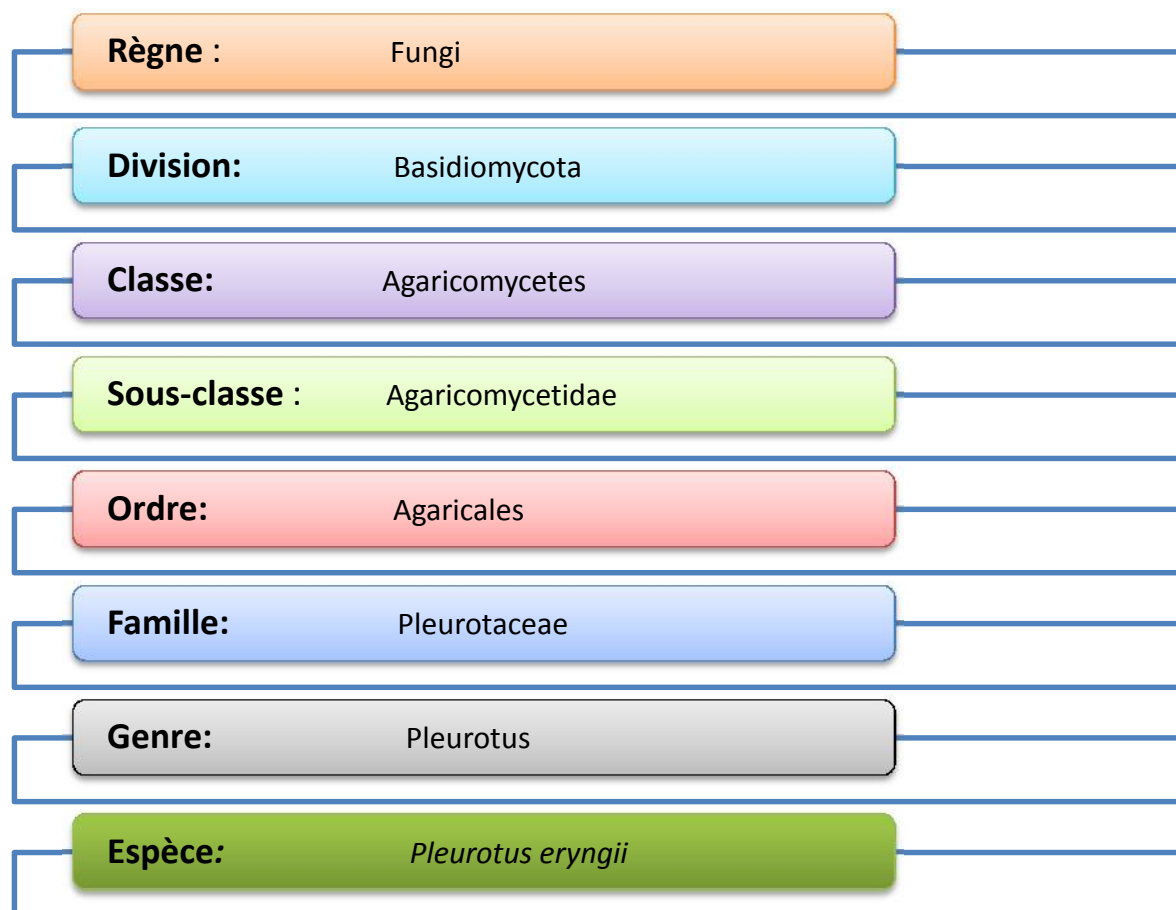 Règne : Fungi
Division: Basidiomycota
Classe: Agaricomycetes
Sous-classe : Agaricomycetidae
Ordre: Agaricales
Famille: Pleurotaceae
Genre: Pleurotus
Espèce: Pleurotus eryngii